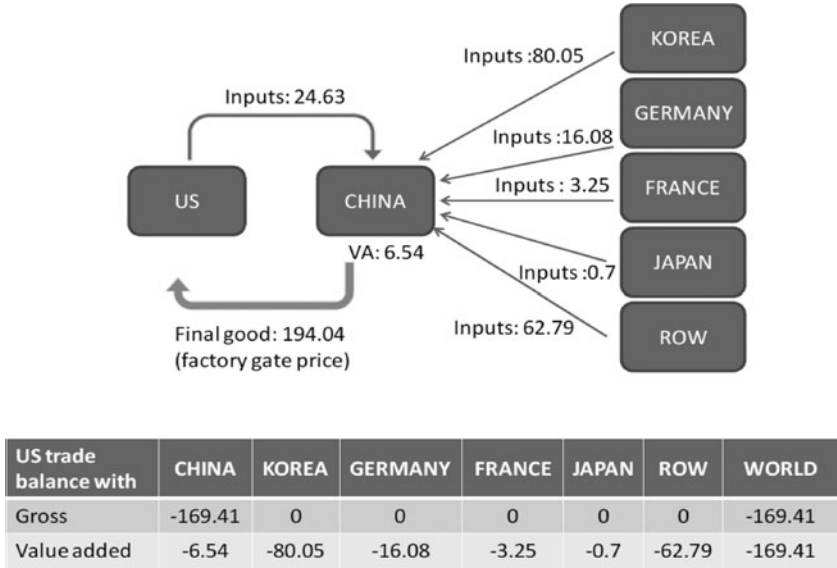 KOREA
Inputs :80.05
Inputs: 24.63
GERMANY
Inputs :16.08
US
CHINA
Inputs : 3.25
FRANCE
VA: 6.54
JAPAN
Inputs :0.7
Final good: 194.04
(factory gate price)
Inputs: 62.79
ROW
US trade
balance with
CHINA KOREA GERMANY FRANCE JAPAN ROW WORLD
Gross -169.41 0 0 0 0 0 -169.41
Value added -6.54 -80.05 -16.08 -3.25 -0.7 -62.79 -169.41